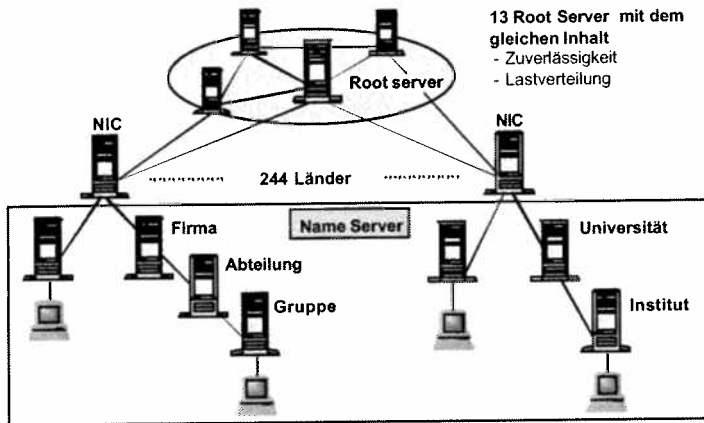 13 Root Server mit dem
gleichen Inhalt
- Zuverlässigkeit
- Lastverteilung
Root server
NIC
NIC
244 Länder
Name Server
Firma
Abteilung
Gruppe
Universität
Institut